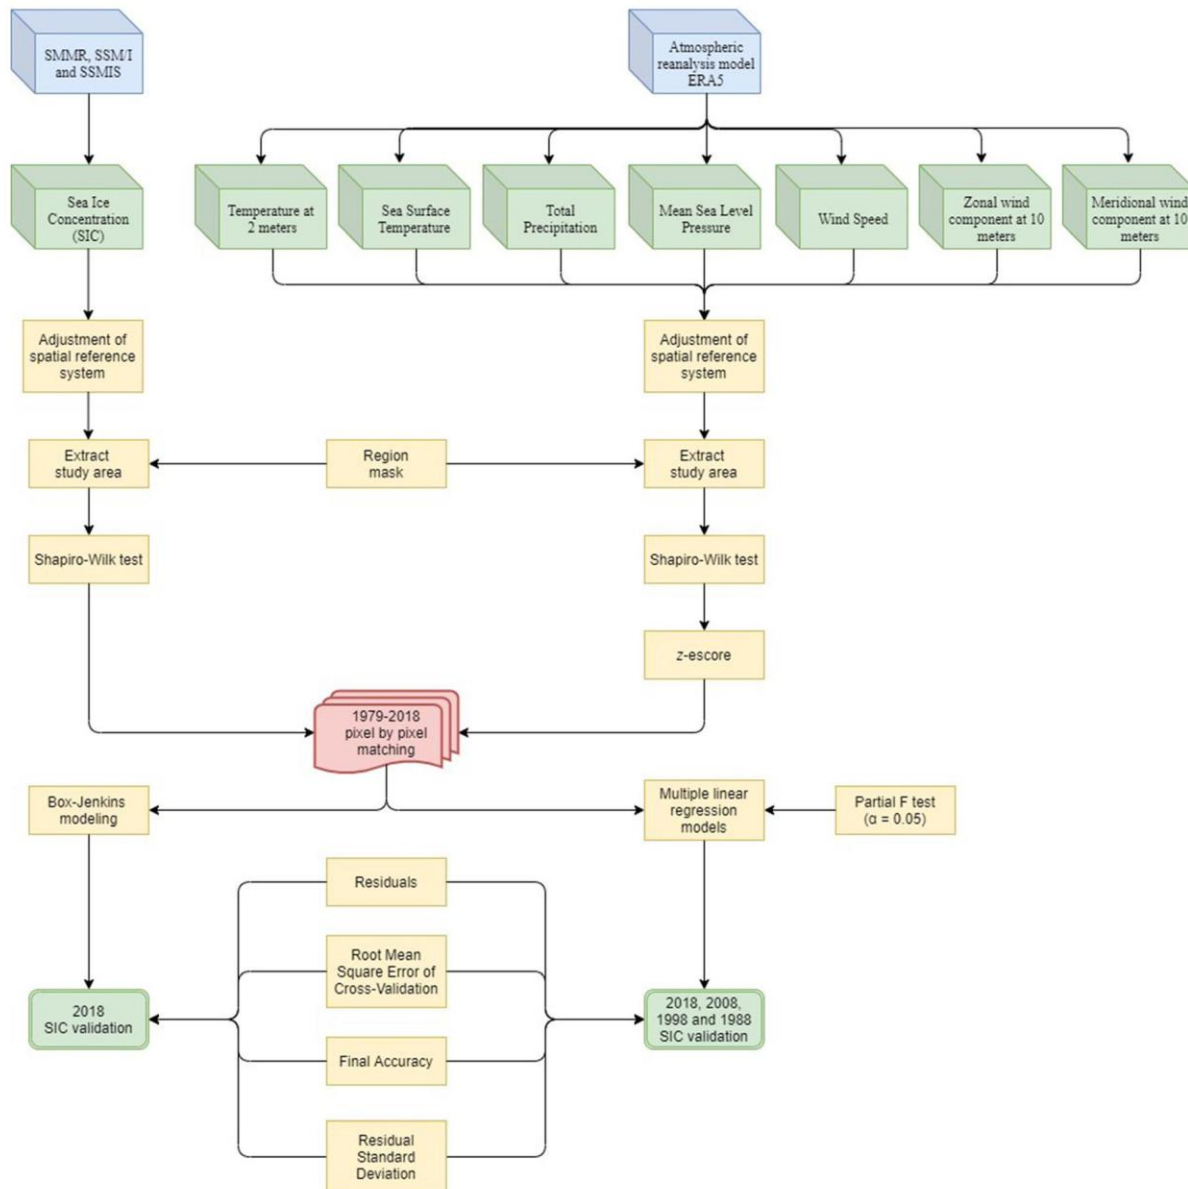 SMMR, SSM/I
and SSMIS
Atmospheric
reanalysis model
ERA5
Sea Ice
Concentration
(SIC)
Temperature at
2 meters
Sea Surface
Temperature
Total
Precipitation
Mean Sea Level
Pressure
Wind Speed
Zonal wind
component at 10
meters
Meridional wind
component at 10
meters
Adjustment of
spatial reference
system
Adjustment of
spatial reference
system
Extract
study area
Region
mask
Extract
study area
Shapiro-Wilk test
Shapiro-Wilk test
z-escore
1979-2018
pixel by pixel
matching
Box-Jenkins
modeling
Multiple linear
regression
models
Partial F test
(α = 0.05)
Residuals
Root Mean
Square Error of
Cross-Validation
2018
SIC validation
2018, 2008,
1998 and 1988
SIC validation
Final Accuracy
Residual
Standard
Deviation